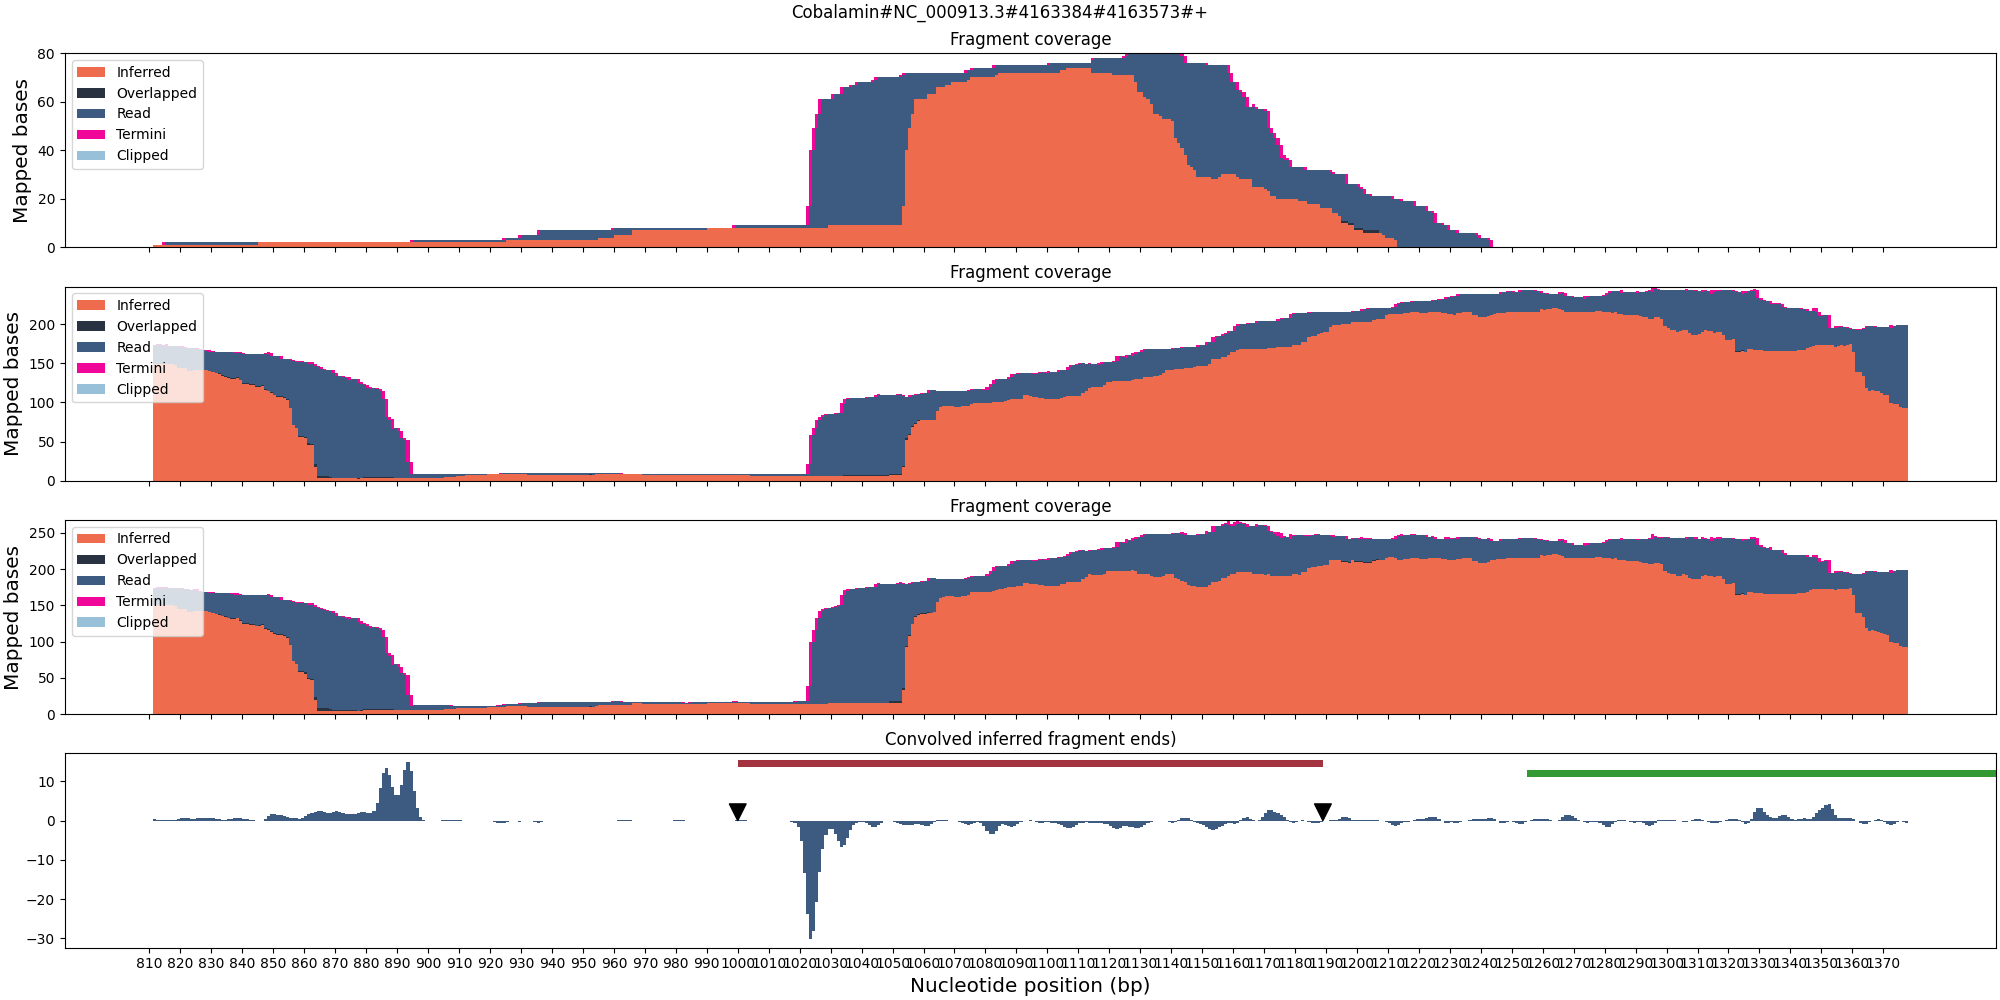 Cobalamin#NC_000913.3#4163384#4163573#+
Fragment coverage
80
60
40
20
0
Mapped bases
Inferred
Overlapped
Read
Termini
Clipped
Fragment coverage
200
150
100
50
0
Mapped bases
Inferred
Overlapped
Read
Termini
Clipped
Fragment coverage
250
200
150
100
50
0
Mapped bases
Inferred
Overlapped
Read
Termini
Clipped
Convolved inferred fragment ends)
10
0
−10
−20
−30
810 820 830 840 850 860 870 880 890 900 910 920 930 940 950 960 970 980 990 1000 1010 1020 1030 1040 1050 1060 1070 1080 1090 1100 1110 1120 1130 1140 1150 1160 1170 1180 1190 1200 1210 1220 1230 1240 1250 1260 1270 1280 1290 1300 1310 1320 1330 1340 1350 1360 1370
Nucleotide position (bp)